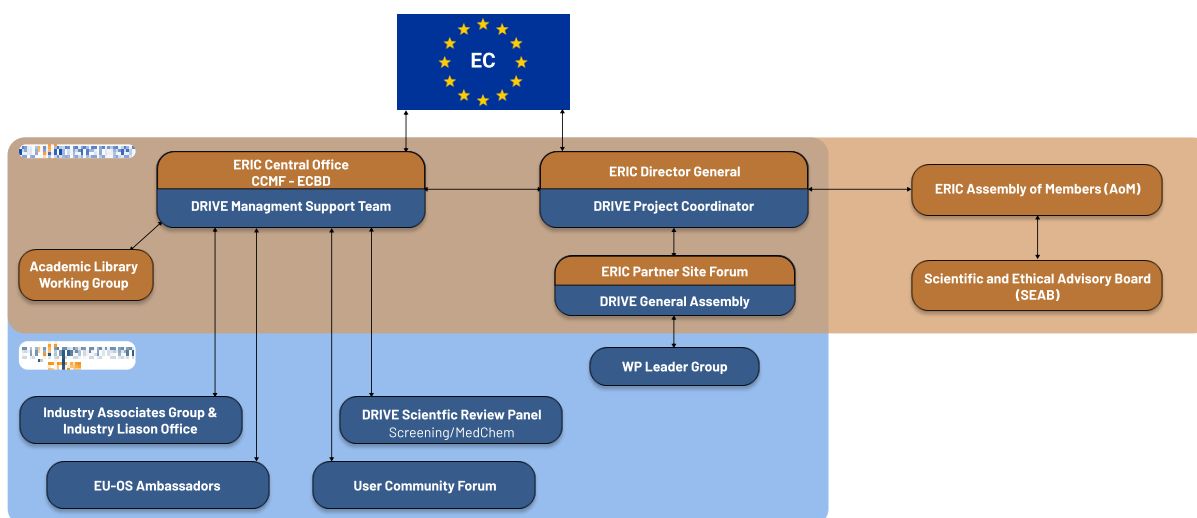 EC
ERIC Central Office
CCMF - ECBD
DRIVE Managment Support Team
ERIC Director General
DRIVE Project Coordinator
ERIC Assembly of Members (AoM)
Academic Library
Working Group
ERIC Partner Site Forum
DRIVE General Assembly
Scientific and Ethical Advisory Board
(SEAB)
WP Leader Group
Industry Associates Group &
Industry Liason Office
DRIVE Scientfic Review Panel
Screening/MedChem
EU-OS Ambassadors
User Community Forum